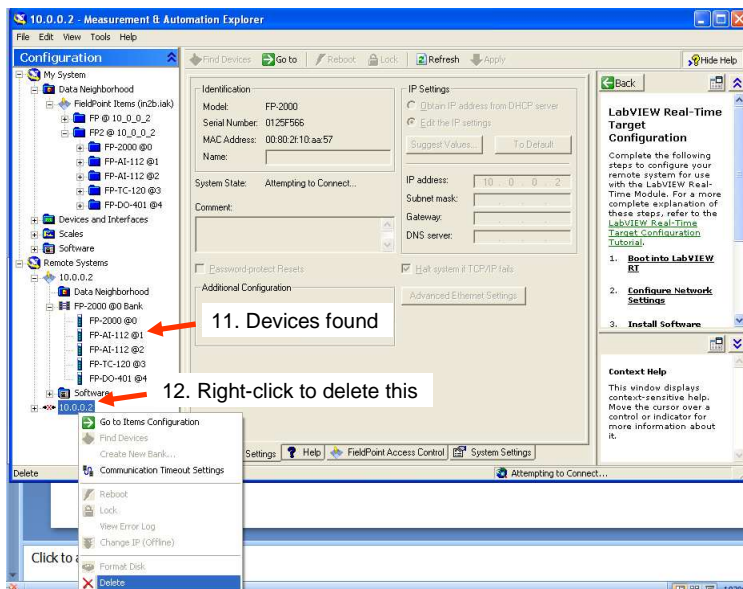 10.0.0.2 - Measurement & Automation Explorer
File Edit View Tools Help
Configuration
Find Devices Go to Reboot Lock Refresh Apply Hide Help
My System
Data Neighborhood
FieldPoint Items (in2b.iak)
FP @ 10_0_0_2
FP2 @ 10_0_0_2
FP-2000 @0
FP-AI-112 @1
FP-AI-112 @2
FP-TC-120 @3
FP-DO-401 @4
Devices and Interfaces
Scales
Software
Remote Systems
10.0.0.2
Data Neighborhood
FP-2000 @0 Bank
FP-2000 @0
FP-AI-112 @1
FP-AI-112 @2
FP-TC-120 @3
FP-DO-401 @4
Software
10.0.0.2
Identification
Model: FP-2000
Serial Number: 0125F566
MAC Address: 00:80:2f:10:aa:57
Name:
System State: Attempting to Connect...
Comment:
Password-protect Resets
Additional Configuration
IP Settings
Obtain IP address from DHCP server
Edit the IP settings
Suggest Values... To Default
IP address: 10 . 0 . 0 . 2
Subnet mask:
Gateway:
DNS server:
Halt system if TCP/IP fails
Advanced Ethernet Settings
11. Devices found
12. Right-click to delete this
Go to Items Configuration
Find Devices
Create New Bank...
Communication Timeout Settings
Reboot
Lock
View Error Log
Change IP (Offline)
Format Disk
Delete
Settings Help FieldPoint Access Control System Settings
Delete
Attempting to Connect...
Back
LabVIEW Real-Time
Target
Configuration
Complete the following
steps to configure your
remote system for use
with the LabVIEW Real-
Time Module. For a more
complete explanation of
these steps, refer to the
LabVIEW Real-Time
Target Configuration
Tutorial.
1. Boot into LabVIEW
RT
2. Configure Network
Settings
3. Install Software
Context Help
This window displays
context-sensitive help.
Move the cursor over a
control or indicator for
more information about
it.
Click to